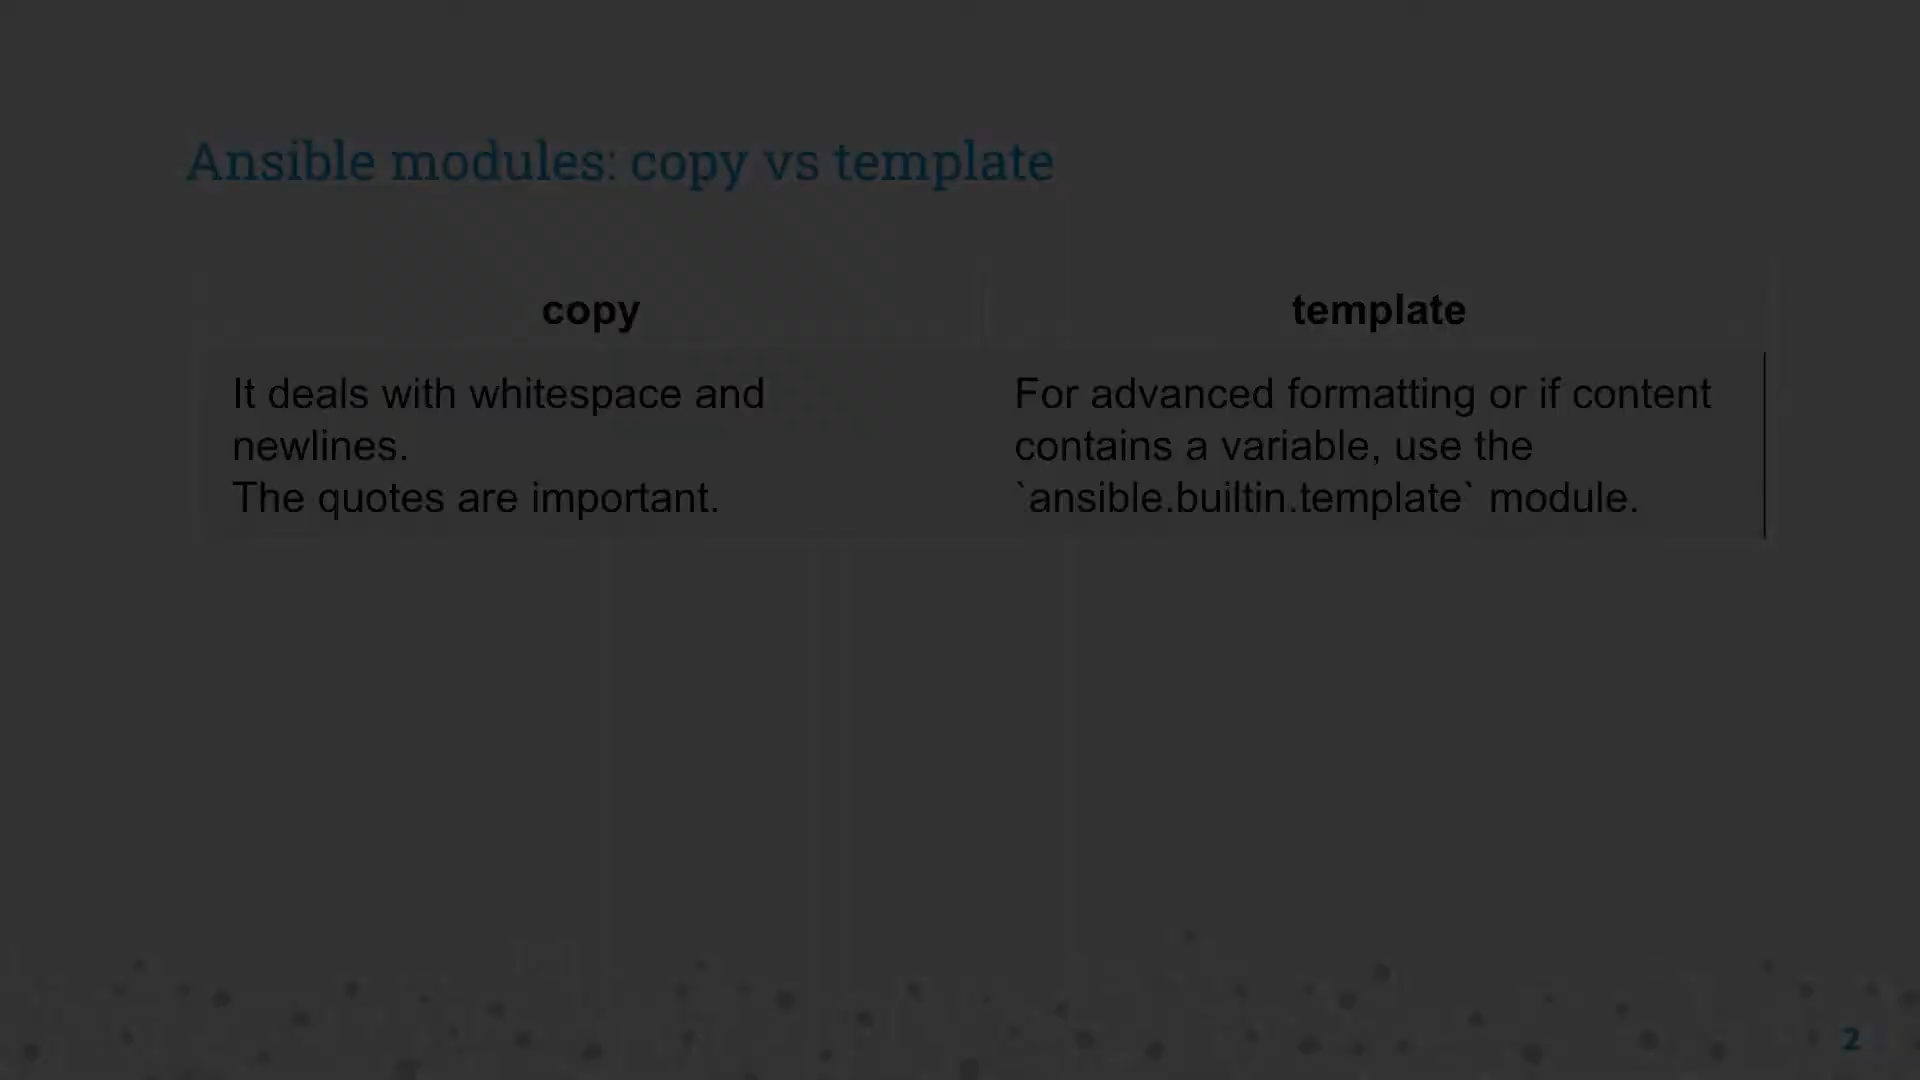 Ansible modules: copy vs template
copy
template
It deals with whitespace and
newlines.
The quotes are important.
For advanced formatting or if content
contains a variable, use the
`ansible.builtin.template` module.
2